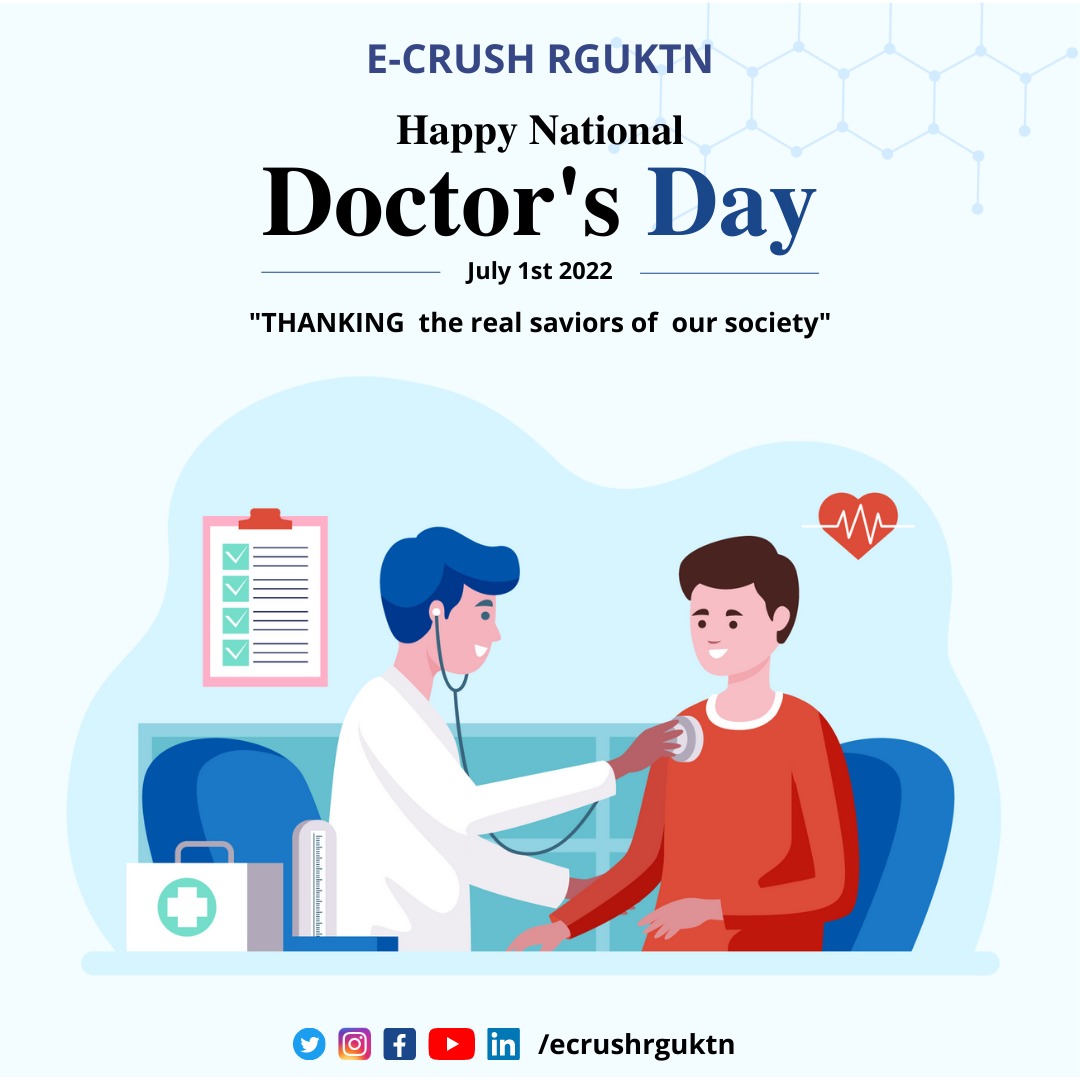 E-CRUSH RGUKTN
Happy National
Doctor's Day
July 1st 2022
"THANKING the real saviors of our society"
/ecrushrguktn